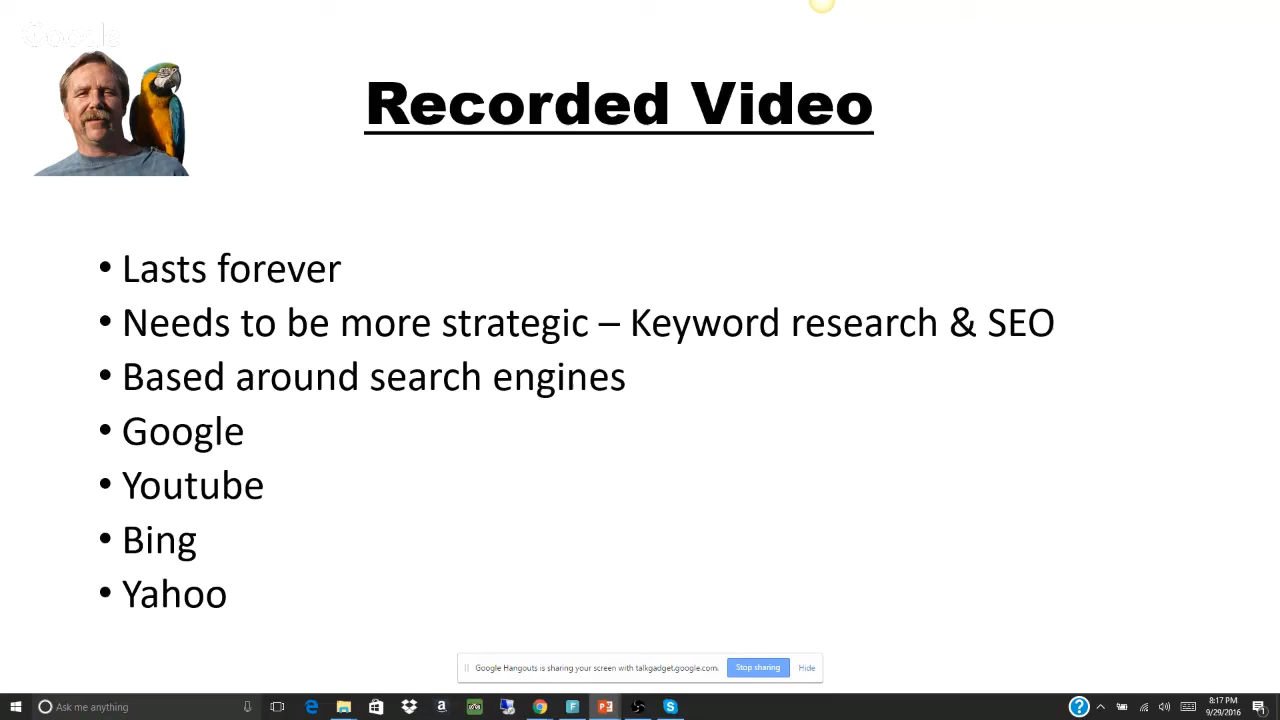 Google
Recorded Video
• Lasts forever
• Needs to be more strategic – Keyword research & SEO
• Based around search engines
• Google
• Youtube
• Bing
• Yahoo
Google Hangouts is sharing your screen with talkgadget.google.com. Stop sharing Hide
Ask me anything
8:17 PM
9/29/2016